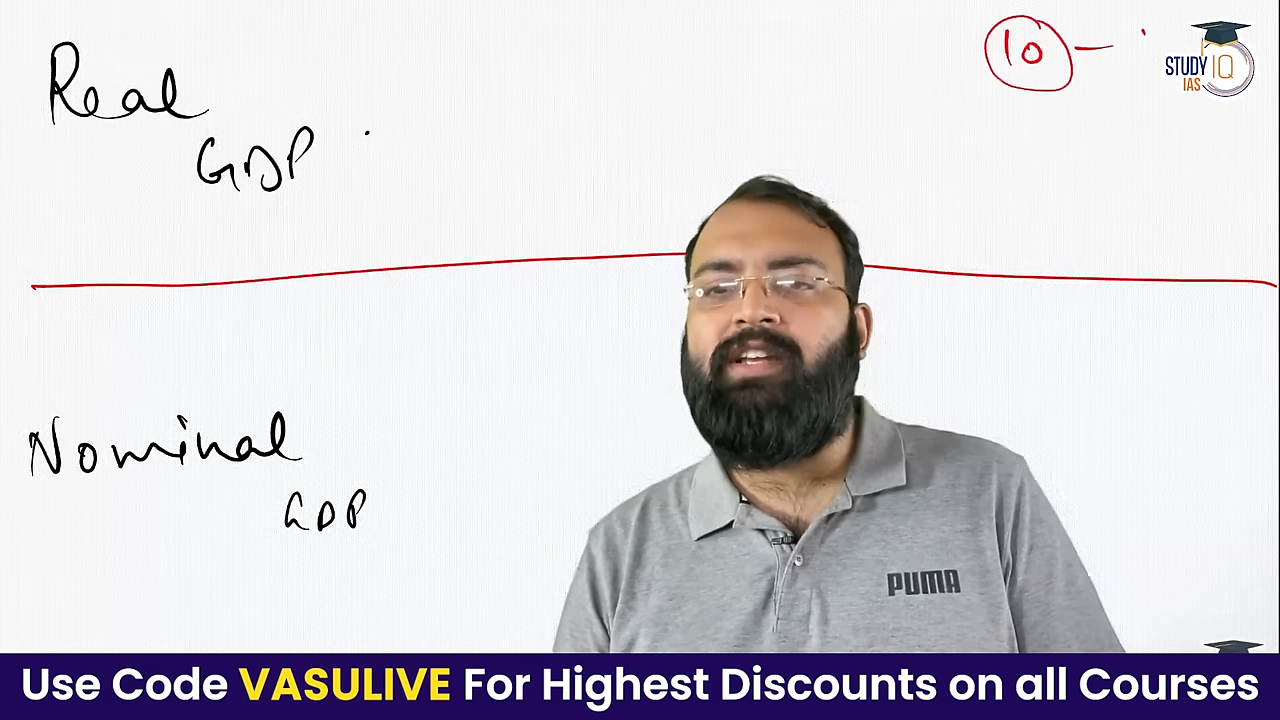 Real
GDP
10 -
STUDY IQ
IAS
Nominal
GDP
PUMA
Use Code VASULIVE For Highest Discounts on all Courses